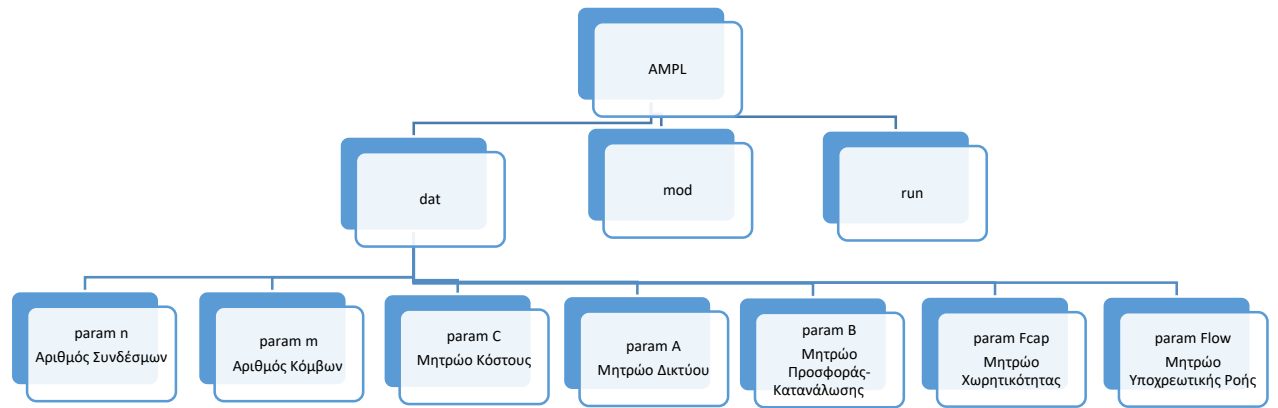 AMPL
dat
mod
run
param n
Αριθμός Συνδέσμων
param m
Αριθμός Κόμβων
param C
Μητρώο Κόστους
param A
Μητρώο Δικτύου
param B
Μητρώο
Προσφοράς-
Κατανάλωσης
param Fcap
Μητρώο
Χωρητικότητας
param Flow
Μητρώο
Υποχρεωτικής Ροής